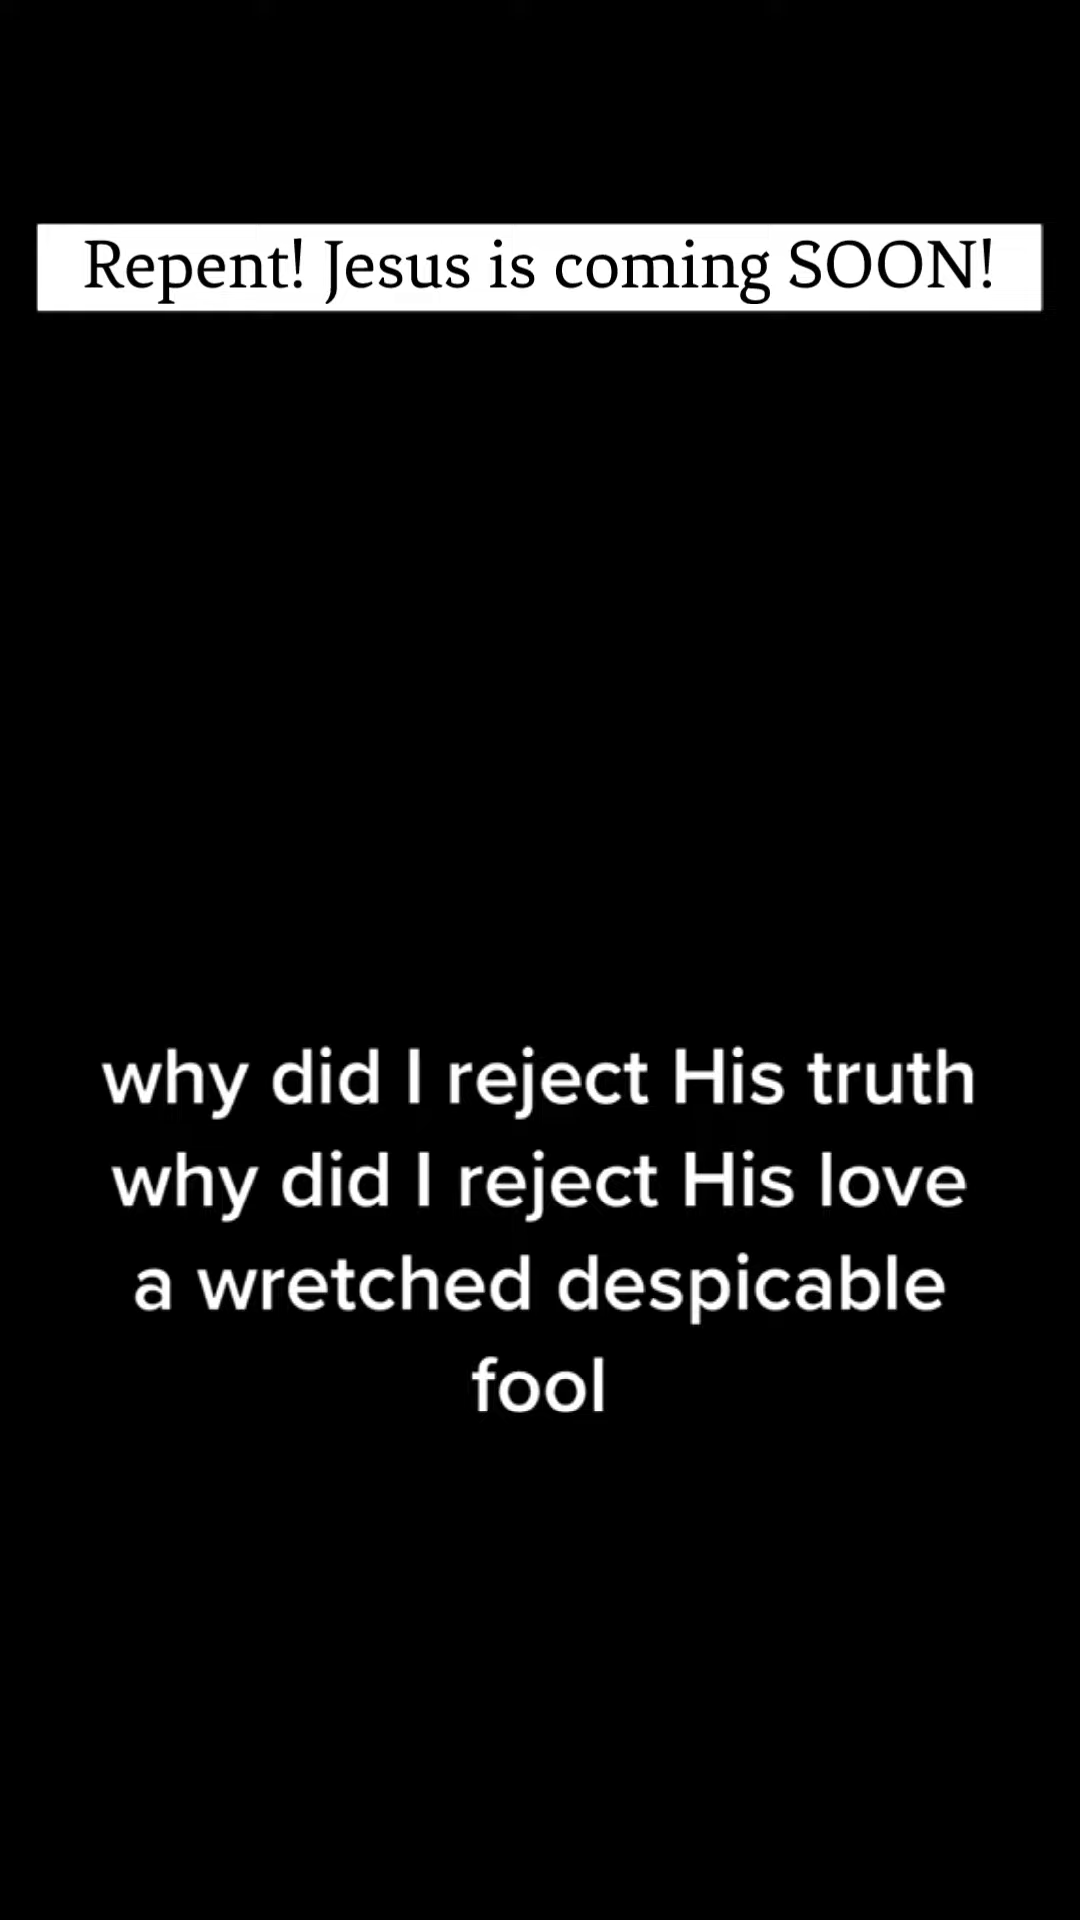 Repent! Jesus is coming SOON!
why did I reject His truth
why did I reject His love
a wretched despicable
fool